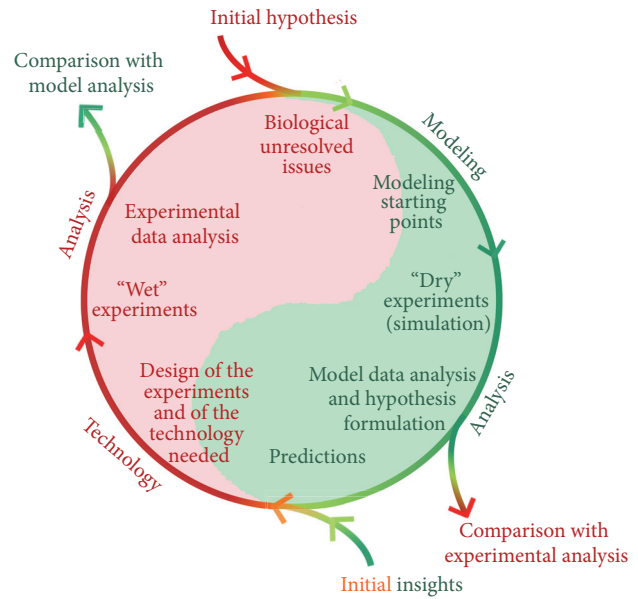 Initial hypothesis
Comparison with
model analysis
Biological
unresolved
issues
Modeling
Modeling
starting
points
Analysis
Experimental
data analysis
"Dry"
experiments
(simulation)
"Wet"
experiments
Design of the
experiments
and of the
technology
needed
Model data analysis
and hypothesis
formulation
Analysis
Technology
Predictions
Comparison with
experimental analysis
Initial insights